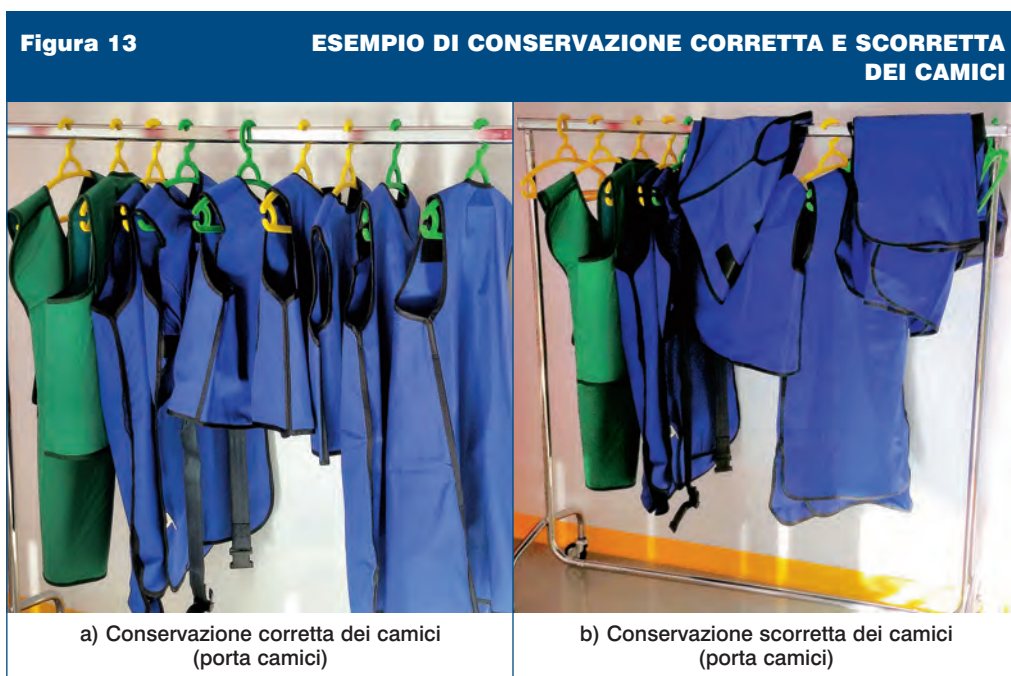 Figura 13
ESEMPIO DI CONSERVAZIONE CORRETTA E SCORRETTA
DEI CAMICI
a) Conservazione corretta dei camici
(porta camici)
b) Conservazione scorretta dei camici
(porta camici)